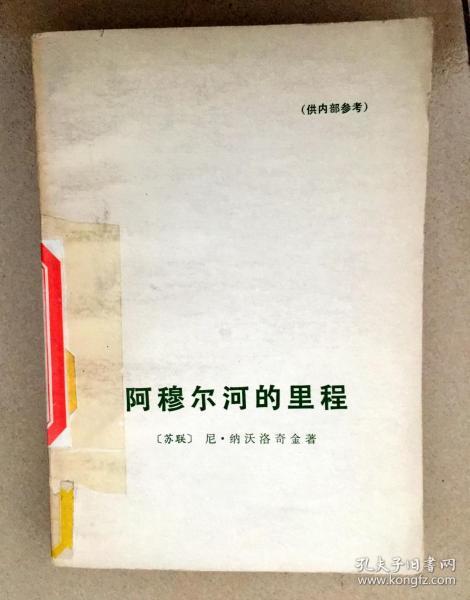 (供内部参考)
阿穆尔河的里程
〔苏联〕 尼·纳沃洛奇金著
孔夫子旧书网
www.kongfz.com